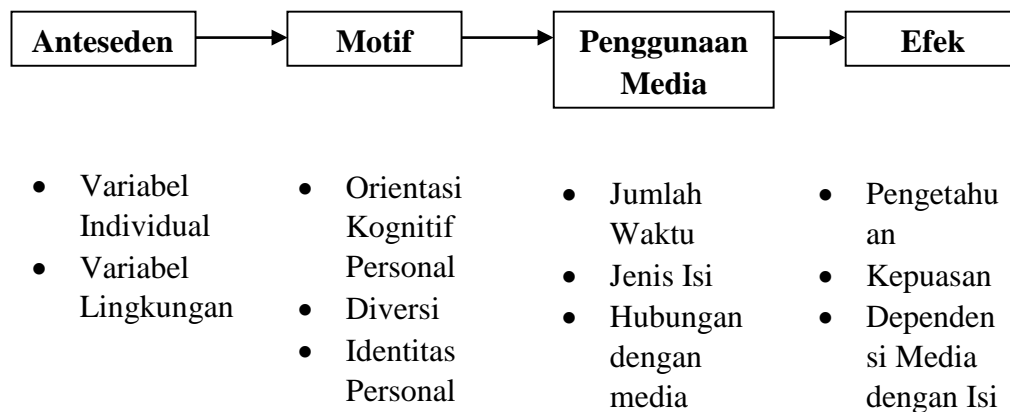 Anteseden
Motif
Penggunaan
Media
Efek
• Variabel
Individual
• Variabel
Lingkungan
• Orientasi
Kognitif
Personal
• Diversi
• Identitas
Personal
• Jumlah
Waktu
• Jenis Isi
• Hubungan
dengan
media
• Pengetahu
an
• Kepuasan
• Dependen
si Media
dengan Isi